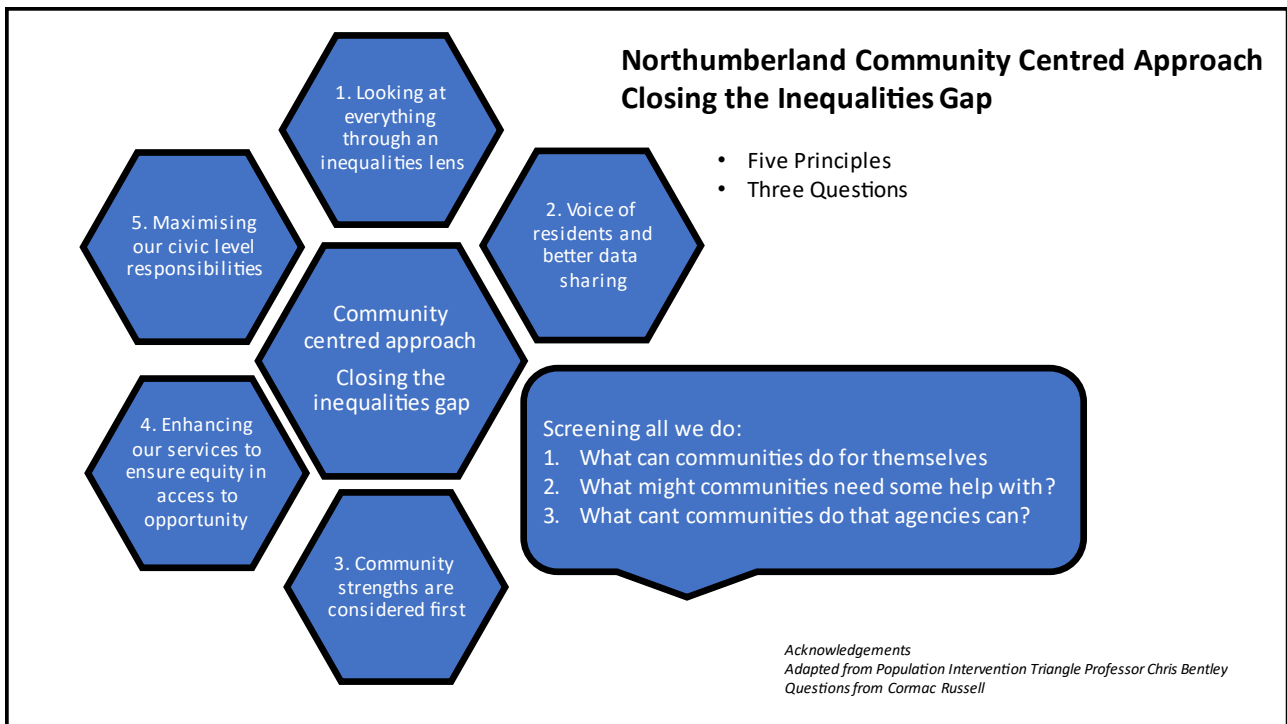 Northumberland Community Centred Approach
Closing the Inequalities Gap
• Five Principles
• Three Questions
1. Looking at
everything
through an
inequalities lens
2. Voice of
residents and
better data
sharing
3. Community
strengths are
considered first
4. Enhancing
our services to
ensure equity in
access to
opportunity
5. Maximising
our civic level
responsibilities
Community
centred approach
Closing the
inequalities gap
Screening all we do:
1. What can communities do for themselves
2. What might communities need some help with?
3. What cant communities do that agencies can?
Acknowledgements
Adapted from Population Intervention Triangle Professor Chris Bentley
Questions from Cormac Russell